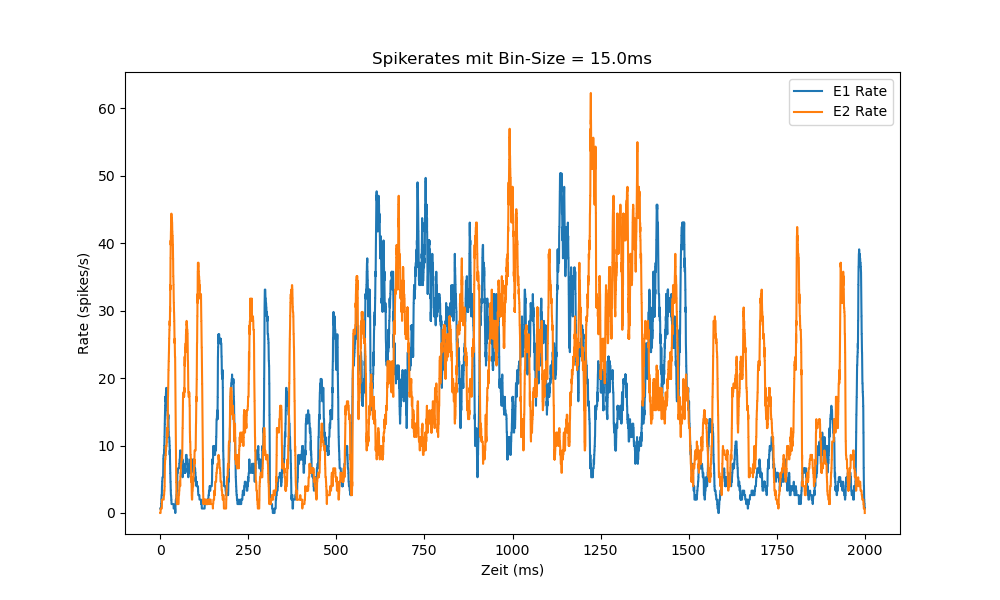 Spikerates mit Bin-Size = 15.0ms
E1 Rate
E2 Rate
Rate (spikes/s)
60
50
40
30
20
10
0
0 250 500 750 1000 1250 1500 1750 2000
Zeit (ms)